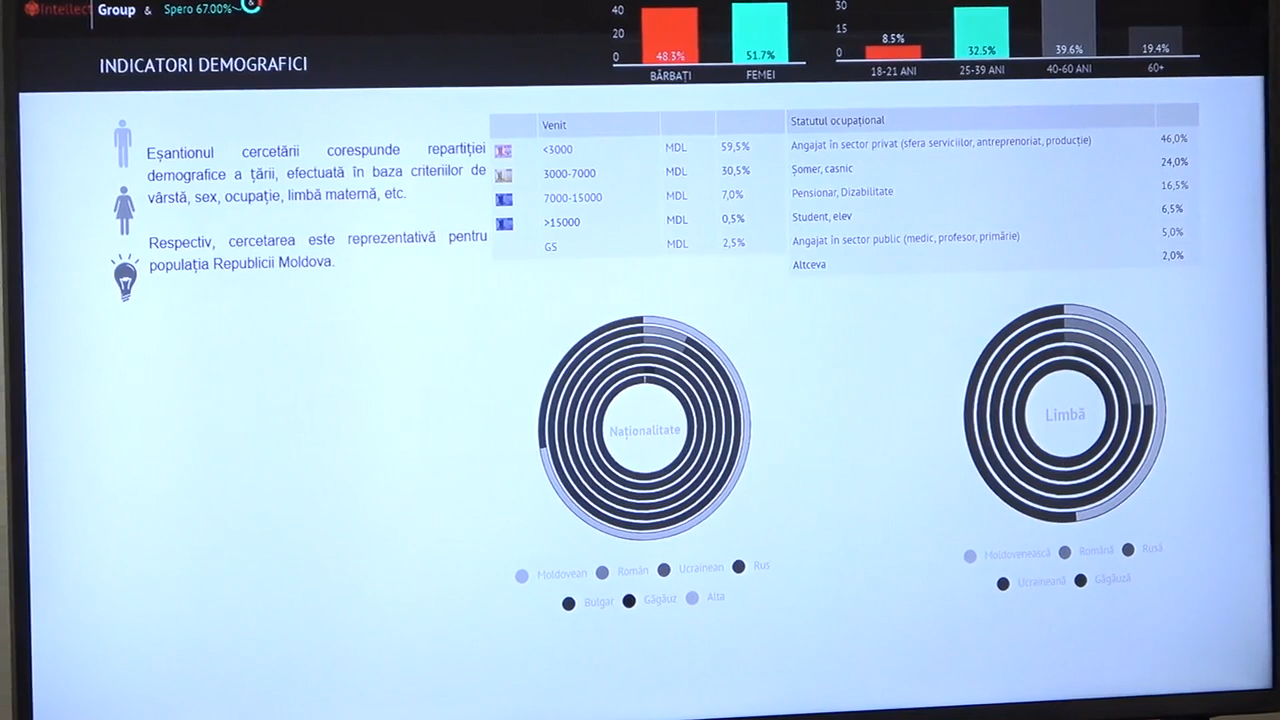 Intellect Group & Spero 67.00% &
INDICATORI DEMOGRAFICI
40
20
0
48.3%
51.7%
BĂRBAȚI
FEMEI
30
15
0
8.5%
32.5%
39.6%
19.4%
18-21 ANI
25-39 ANI
40-60 ANI
60+
Eșantionul cercetării corespunde repartiției
demografice a țării, efectuată în baza criteriilor de
vârstă, sex, ocupație, limbă maternă, etc.
Respectiv, cercetarea este reprezentativă pentru
populația Republicii Moldova.
Venit
<3000 MDL 59,5%
3000-7000 MDL 30,5%
7000-15000 MDL 7,0%
>15000 MDL 0,5%
GS MDL 2,5%
Statutul ocupațional
Angajat în sector privat (sfera serviciilor, antreprenoriat, producție) 46,0%
Șomer, casnic 24,0%
Pensionar, Dizabilitate 16,5%
Student, elev 6,5%
Angajat în sector public (medic, profesor, primărie) 5,0%
Altceva 2,0%
Naționalitate
Moldovean Român Ucrainean Rus
Bulgar Găgăuz Alta
Limbă
Moldovenească Română Rusă
Ucraineană Găgăuză